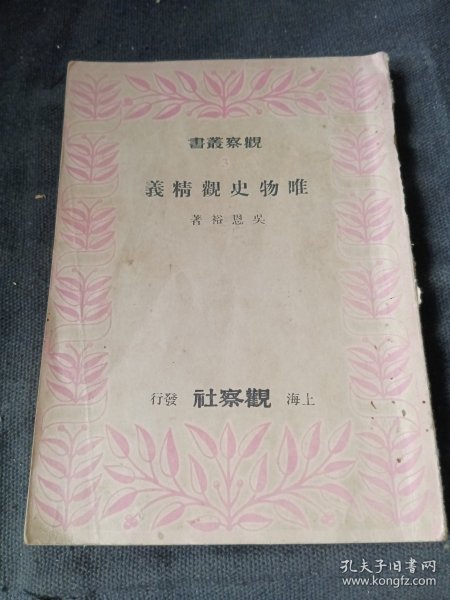 觀察叢書
3
唯物史觀精義
吳恩裕著
上海 觀察社 發行
孔夫子旧书网
www.kongfz.com